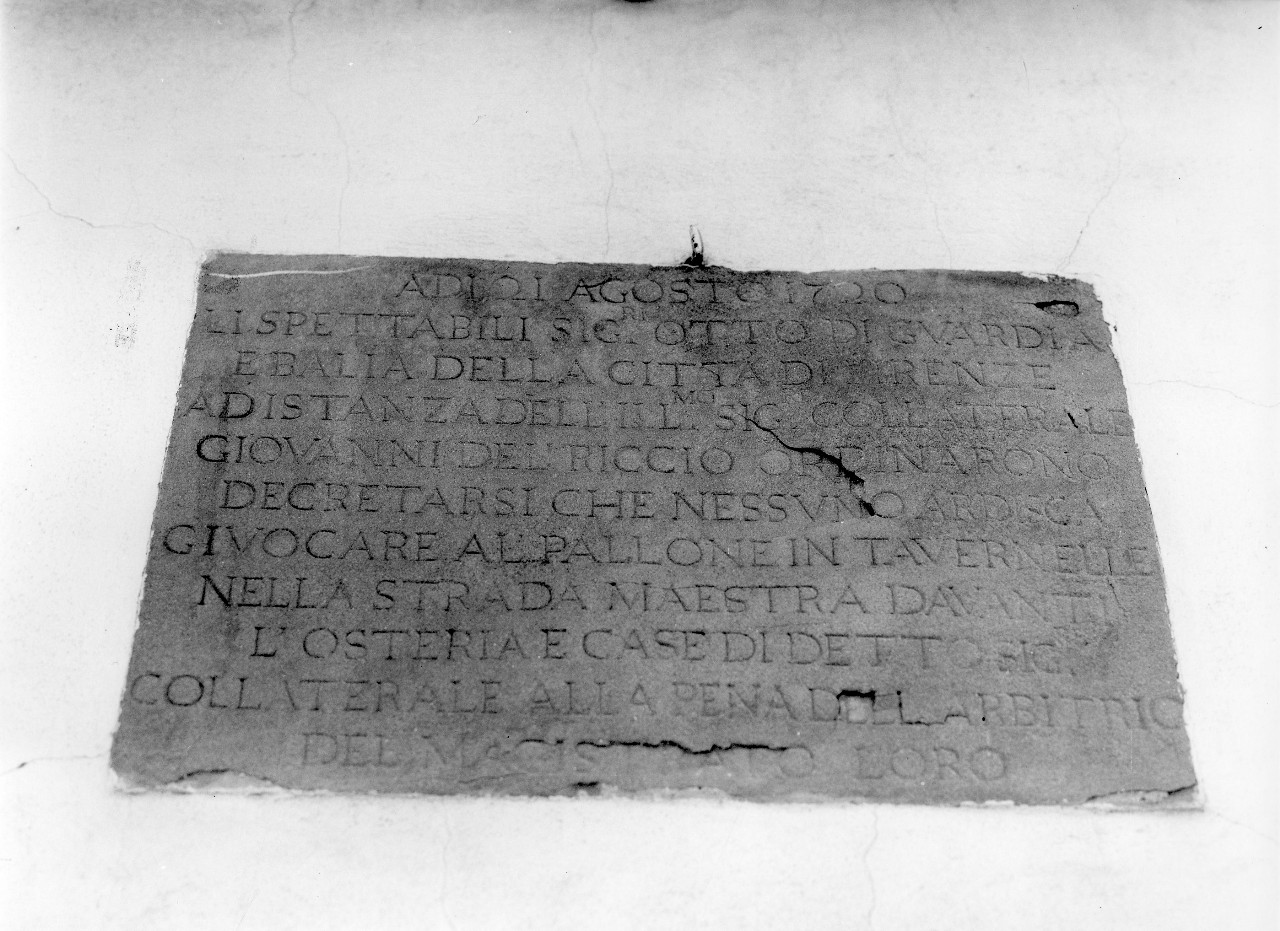 ADI 21 AGOSTO 1720
LI SPETTABILI SIG.RI OTTO DI GVARDIA
E BALIA DELLA CITTA DI FIRENZE
AD ISTANZA DELL ILL.MO SIG. COLLATERALE
GIOVANNI DEL RICCIO ORDINARONO
DECRETARSI CHE NESSVNO ARDISCA
GIVOCARE AL PALLONE IN TAVERNELLE
NELLA STRADA MAESTRA DAVANTI
L'OSTERIA E CASE DI DETTO SIG.
COLLATERALE ALLA PENA DELL ARBITRIO
DEL MAGISTRATO LORO